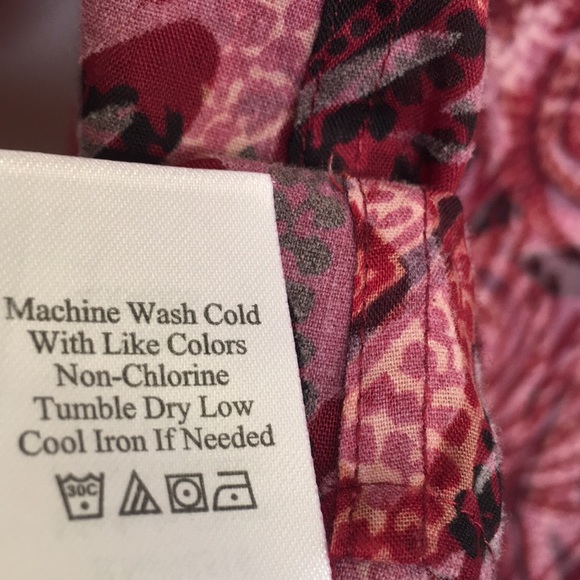 Machine Wash Cold
With Like Colors
Non-Chlorine
Tumble Dry Low
Cool Iron If Needed
30C